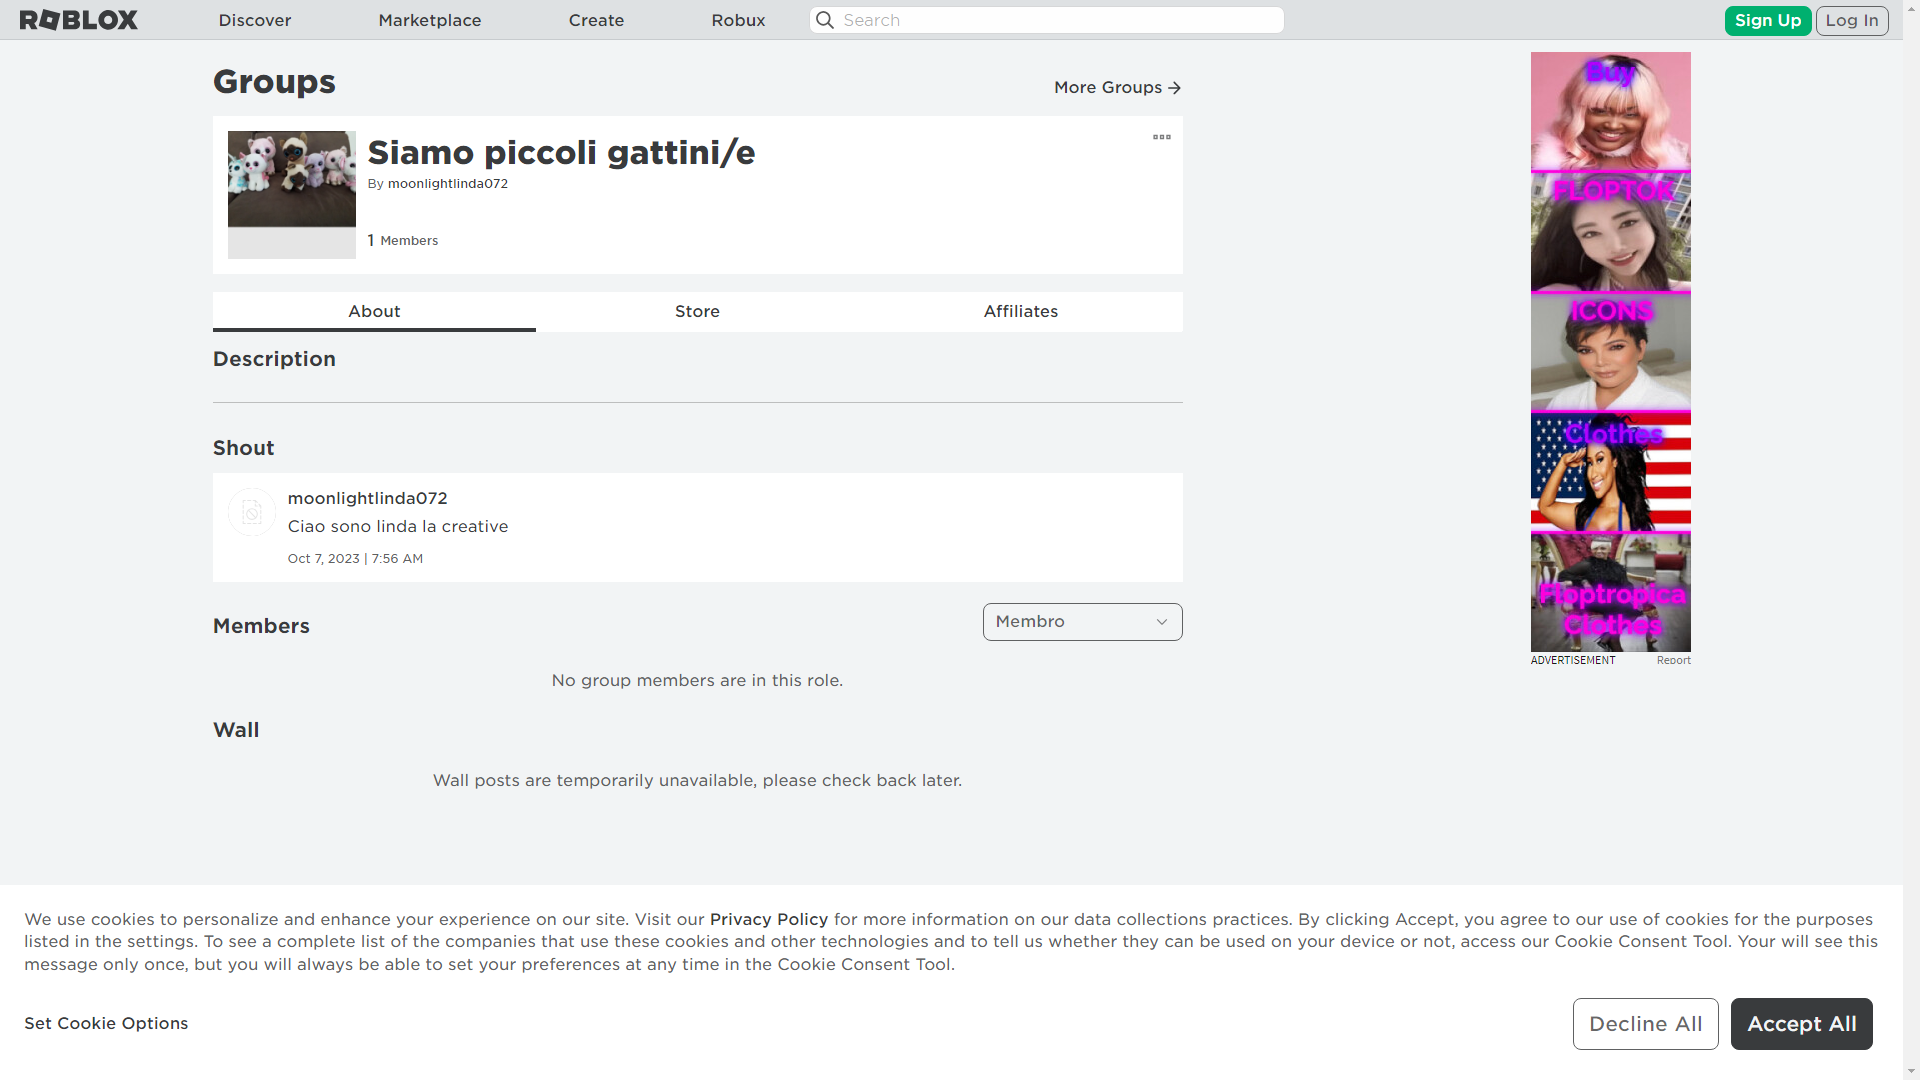 ROBLOX
Discover
Marketplace
Create
Robux
Search
Sign Up
Log In
Groups
More Groups
Siamo piccoli gattini/e
By moonlightlinda072
1 Members
About
Store
Affiliates
Description
Shout
moonlightlinda072
Ciao sono linda la creative
Oct 7, 2023 | 7:56 AM
Members
Membro
No group members are in this role.
Wall
Wall posts are temporarily unavailable, please check back later.
Buy
FLOPTOK
ICONS
Clothes
Floptropica
Clothes
ADVERTISEMENT
Report
We use cookies to personalize and enhance your experience on our site. Visit our Privacy Policy for more information on our data collections practices. By clicking Accept, you agree to our use of cookies for the purposes
listed in the settings. To see a complete list of the companies that use these cookies and other technologies and to tell us whether they can be used on your device or not, access our Cookie Consent Tool. Your will see this
message only once, but you will always be able to set your preferences at any time in the Cookie Consent Tool.
Set Cookie Options
Decline All
Accept All